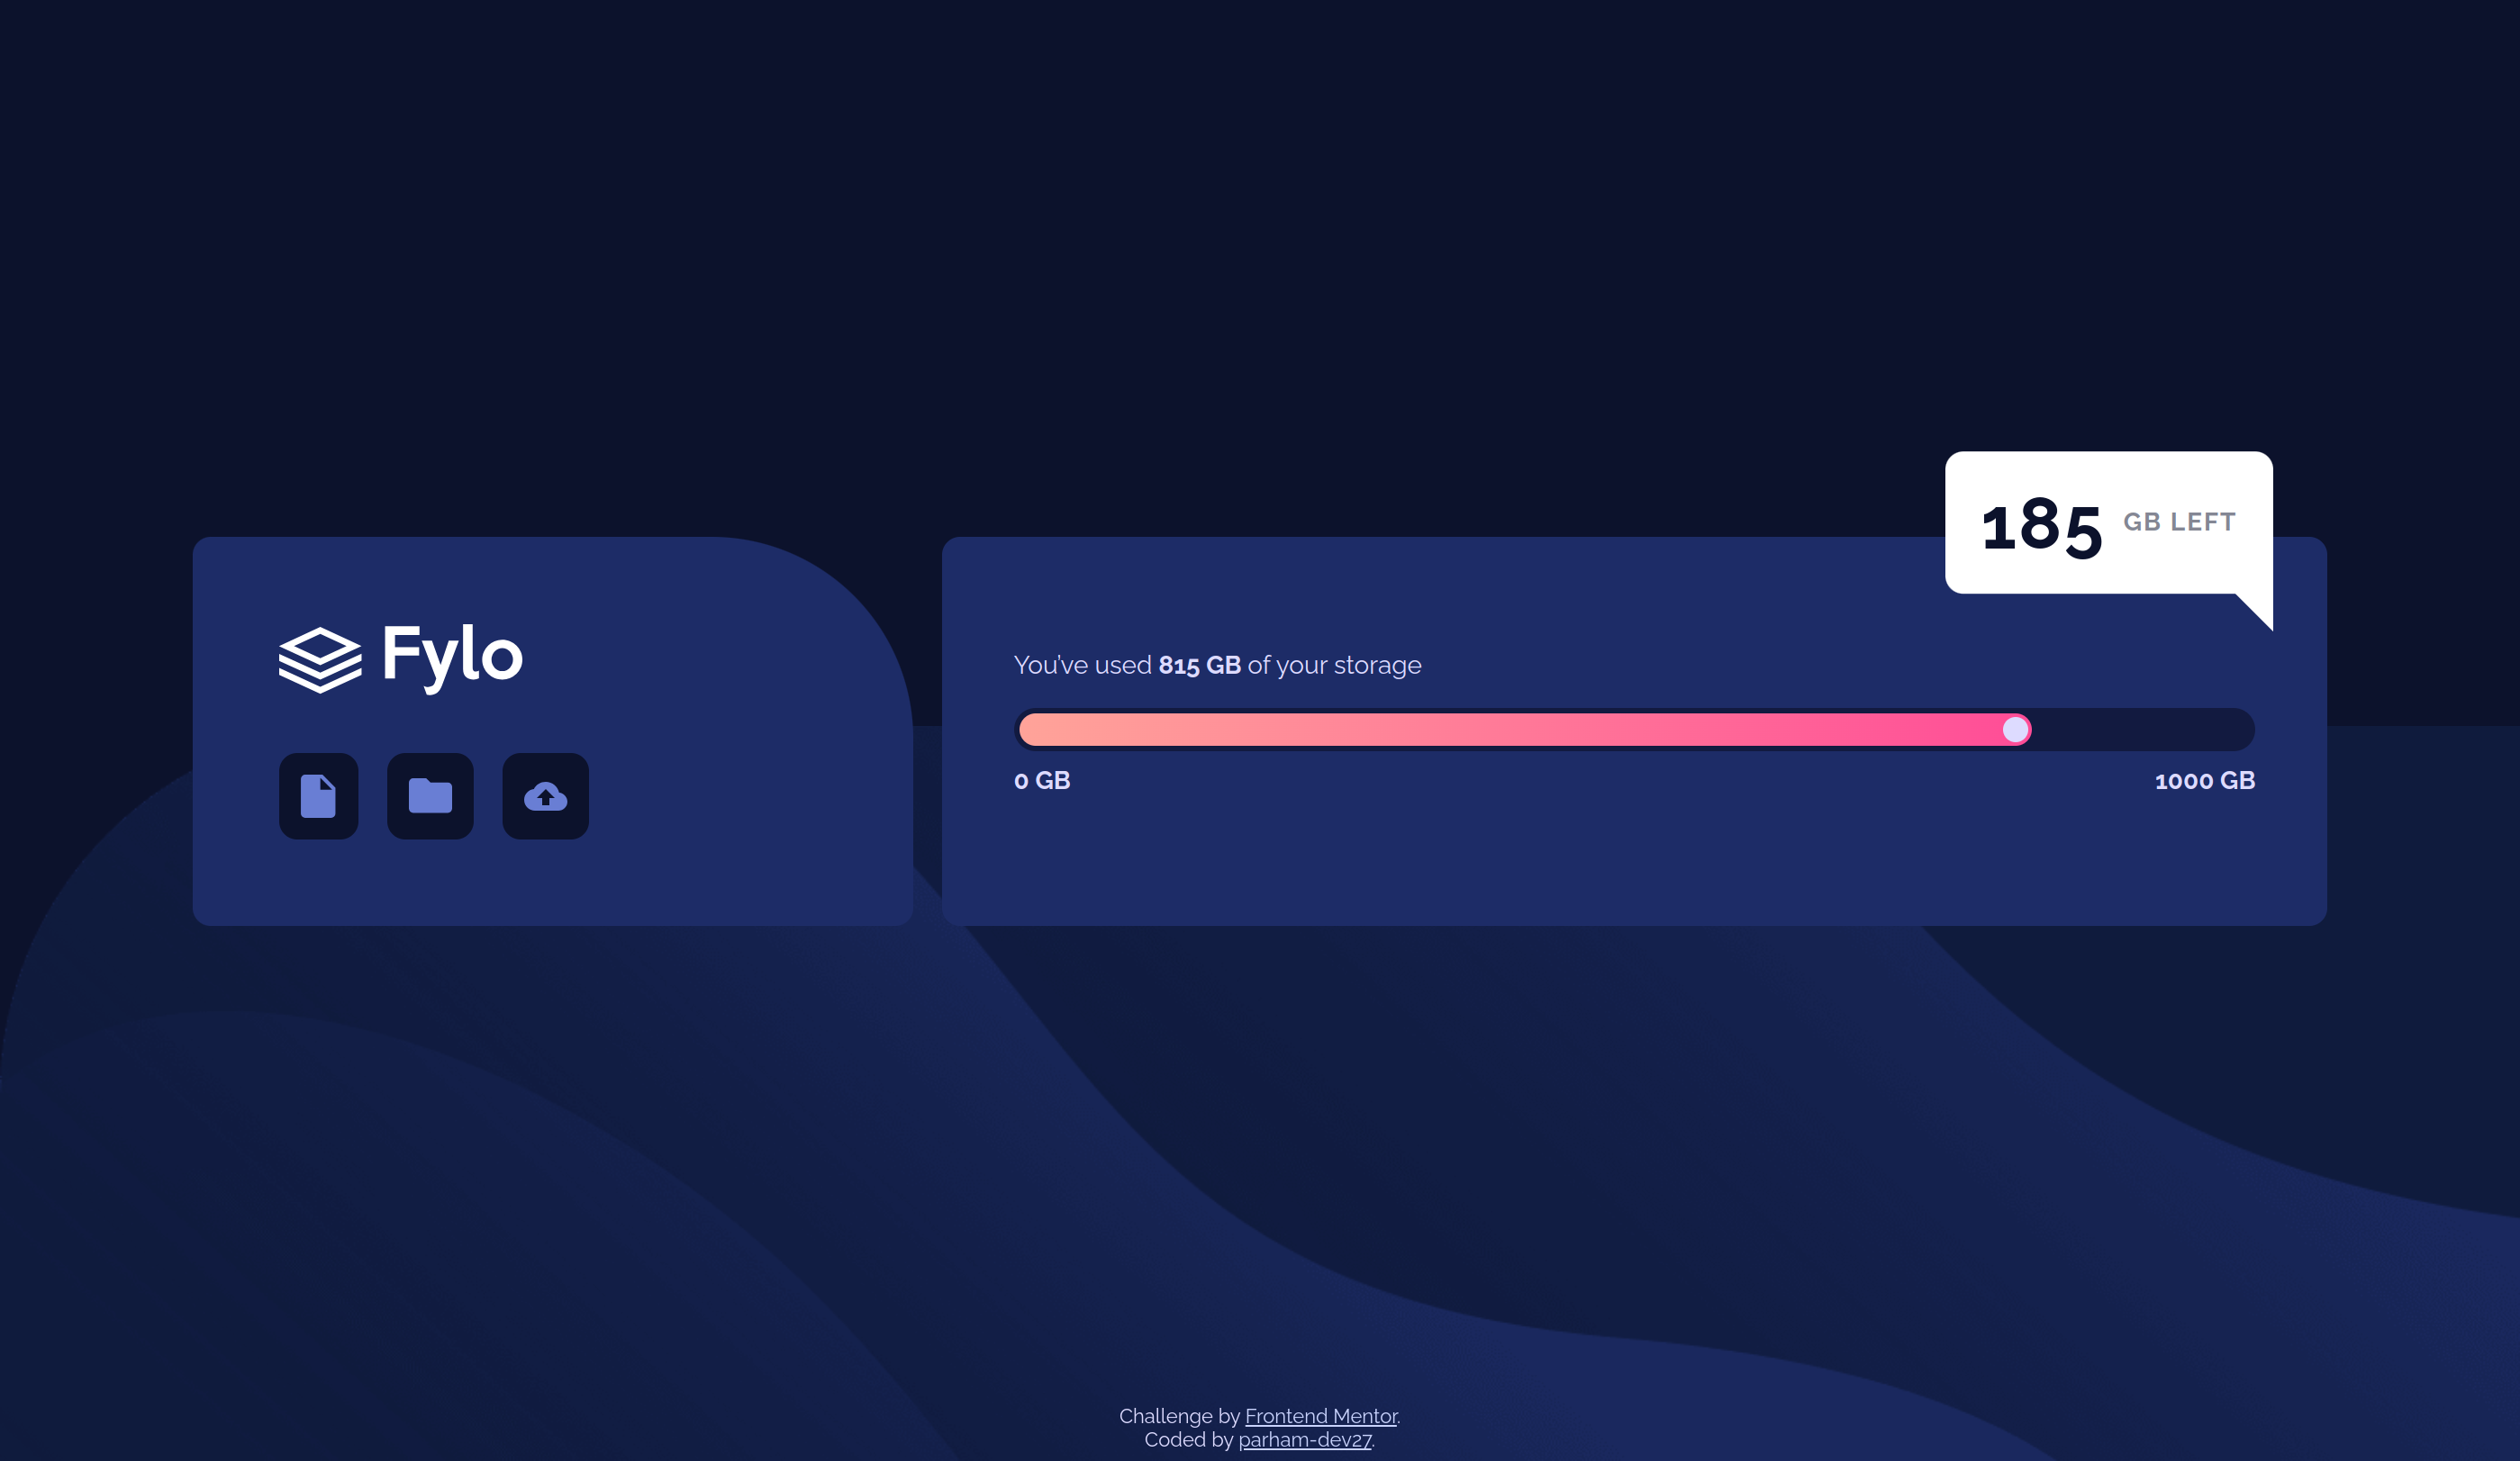 Fylo
185 GB LEFT
You’ve used 815 GB of your storage
0 GB 1000 GB
Challenge by Frontend Mentor.
Coded by parham-dev27.